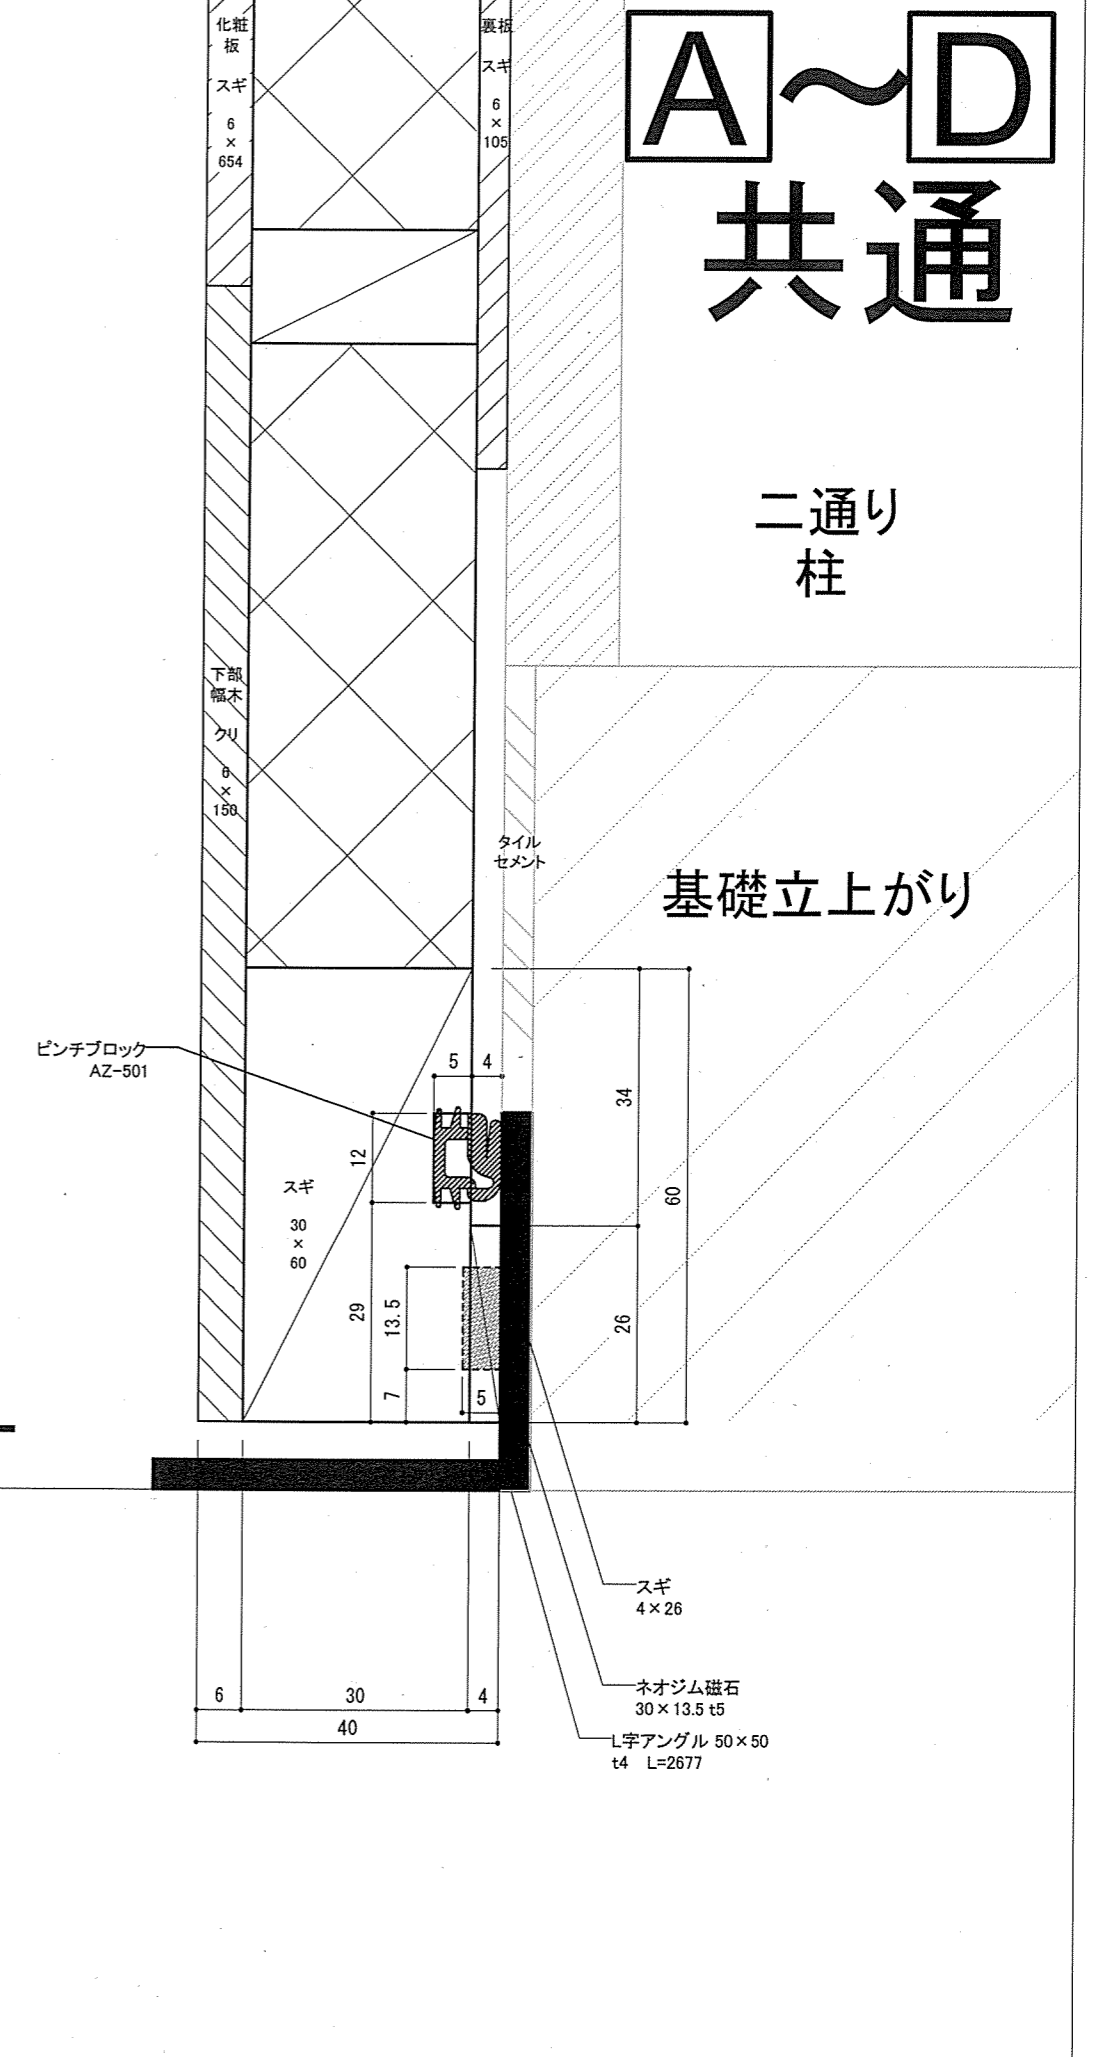 化粧
板
スギ
6
×
654
裏板
スギ
6
×
105
A～D
共通
二通り
柱
下部
幅木
クリ
6
×
150
タイル
セメント
基礎立上がり
ピンチブロック
AZ-501
5
4
34
12
60
スギ
30
×
60
29
13.5
26
7
5
スギ
4×26
6
30
4
40
ネオジム磁石
30×13.5 t5
L字アングル 50×50
t4 L=2677